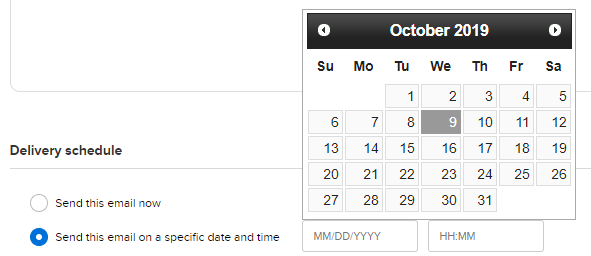 October 2019
Su Mo Tu We Th Fr Sa
1 2 3 4 5
6 7 8 9 10 11 12
13 14 15 16 17 18 19
20 21 22 23 24 25 26
27 28 29 30 31
Delivery schedule
Send this email now
Send this email on a specific date and time MM/DD/YYYY HH:MM